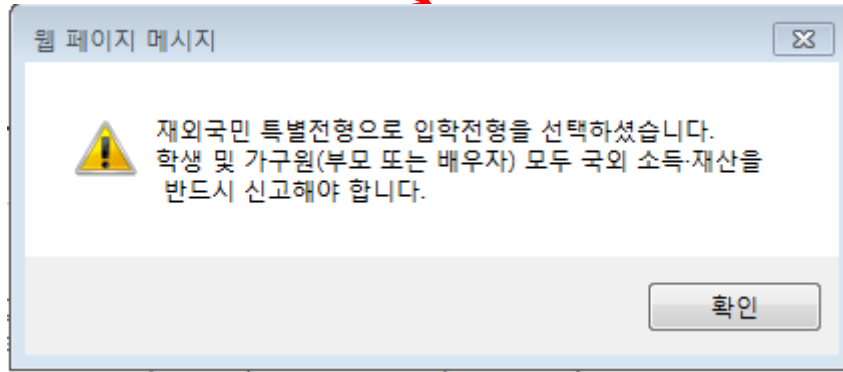 웹 페이지 메시지
재외국민 특별전형으로 입학전형을 선택하셨습니다.
학생 및 가구원(부모 또는 배우자) 모두 국외 소득·재산을
반드시 신고해야 합니다.
확인